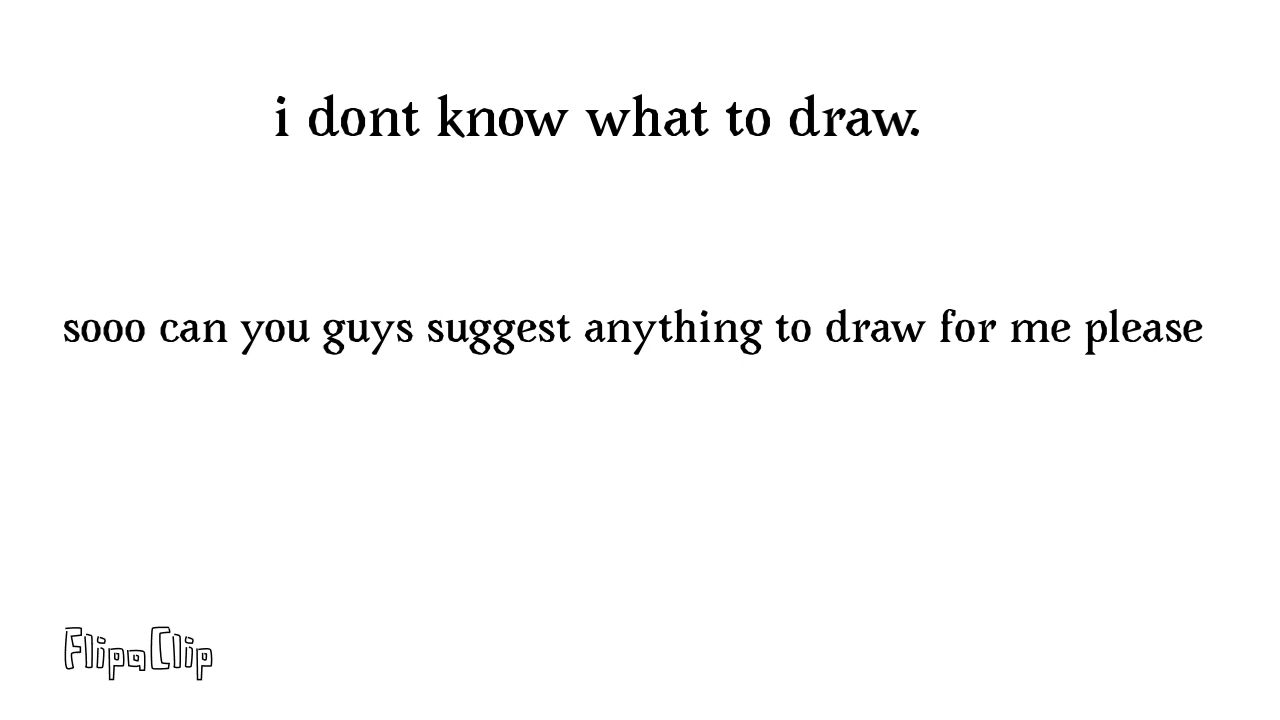 i dont know what to draw.
sooo can you guys suggest anything to draw for me please
FlipaClip